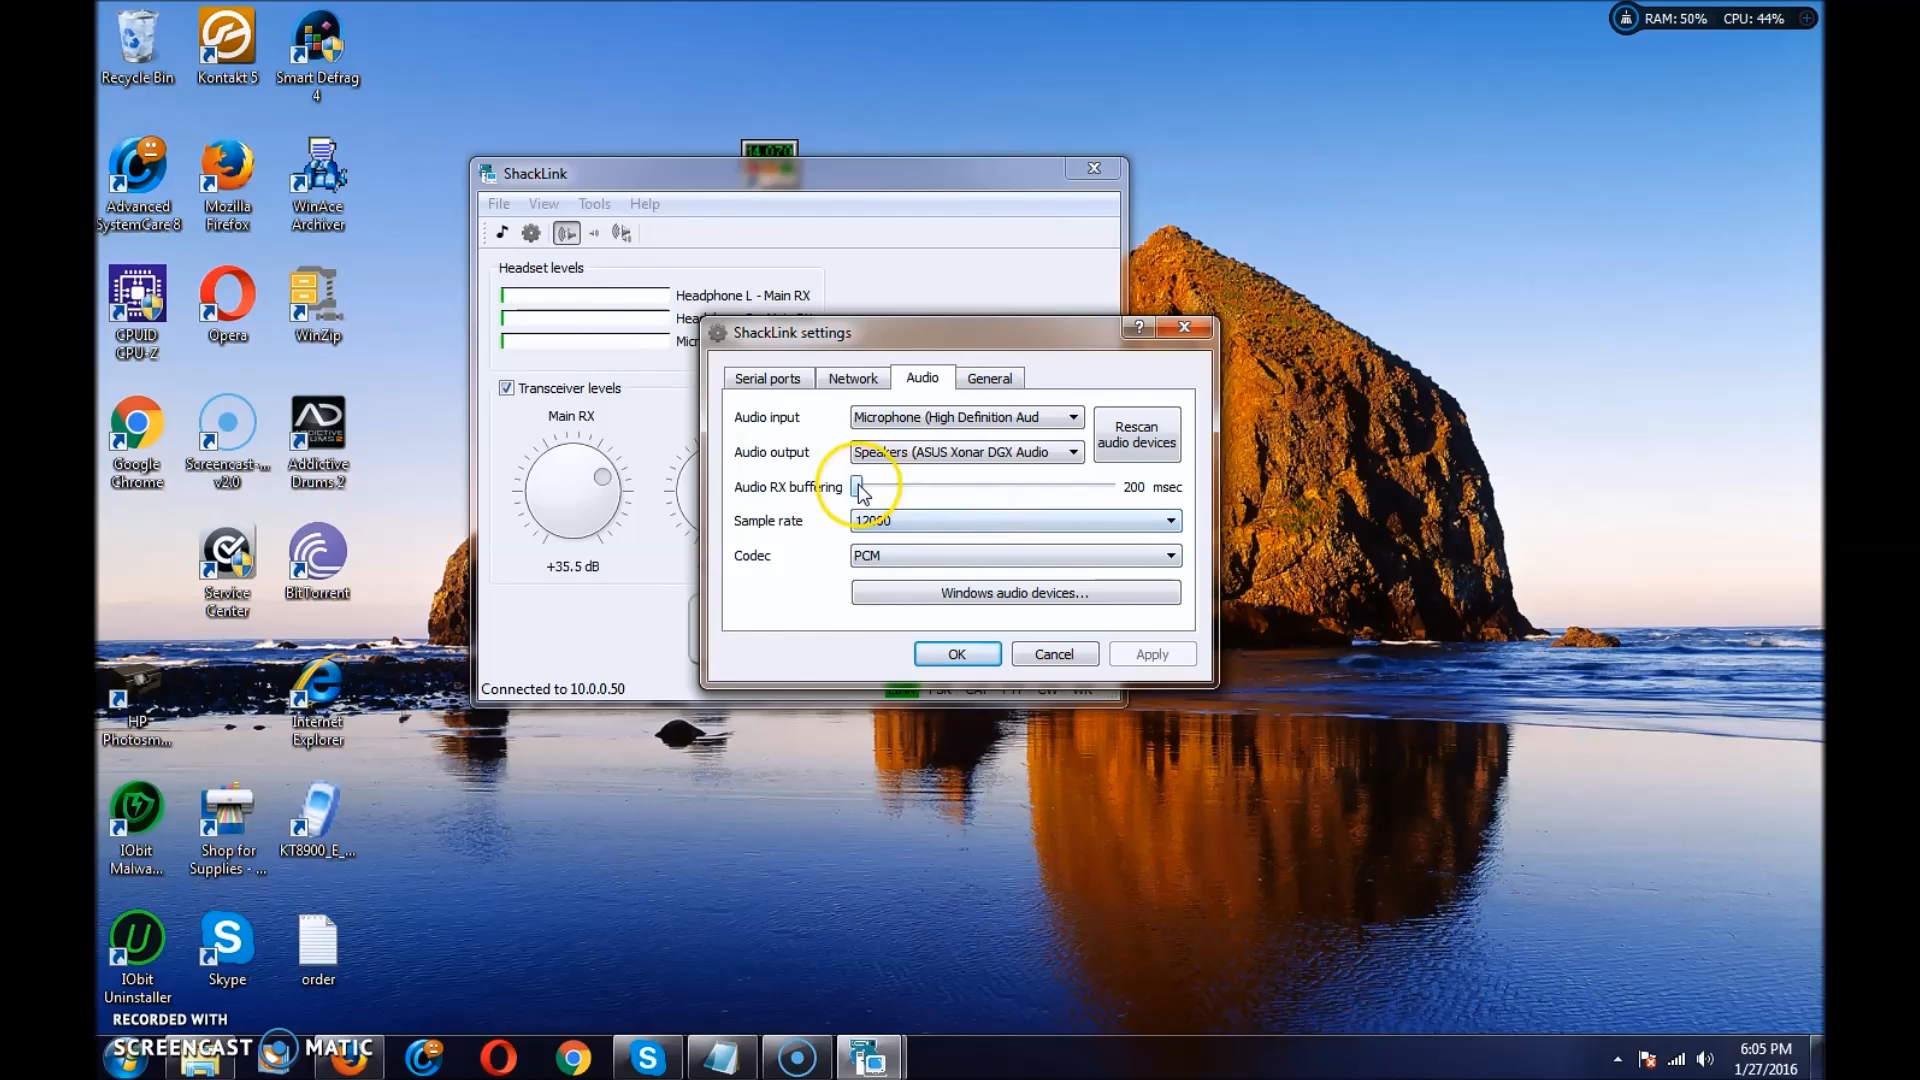 RAM: 50% CPU: 44%
Recycle Bin
Kontakt 5
Smart Defrag
4
14.070
ShackLink
File View Tools Help
Advanced
SystemCare 8
Mozilla
Firefox
WinAce
Archiver
Headset levels
Headphone L - Main RX
ShackLink settings
CPUID
CPU-Z
Opera
WinZip
Serial ports Network Audio General
Transceiver levels
Main RX
+35.5 dB
Audio input
Microphone (High Definition Aud
Rescan
audio devices
Audio output
Speakers (ASUS Xonar DGX Audio
Audio RX buffering
200 msec
Sample rate
12000
Codec
PCM
Windows audio devices...
OK Cancel Apply
Google
Chrome
Screencast-...
v2.0
AD
Addictive
Drums 2
Service
Center
BitTorrent
Connected to 10.0.0.50
HP
Photosm...
Internet
Explorer
IObit
Malwa...
Shop for
Supplies - ...
KT8900_E_...
IObit
Uninstaller
Skype
order
RECORDED WITH
SCREENCAST MATIC
6:05 PM
1/27/2016